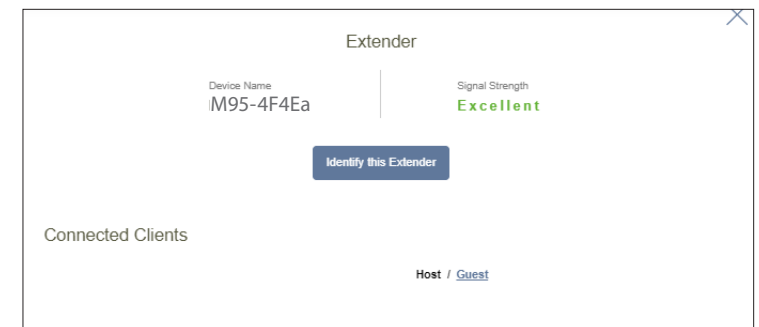 Extender
Device Name
M95-4F4Ea
Signal Strength
Excellent
Identify this Extender
Connected Clients
Host / Guest